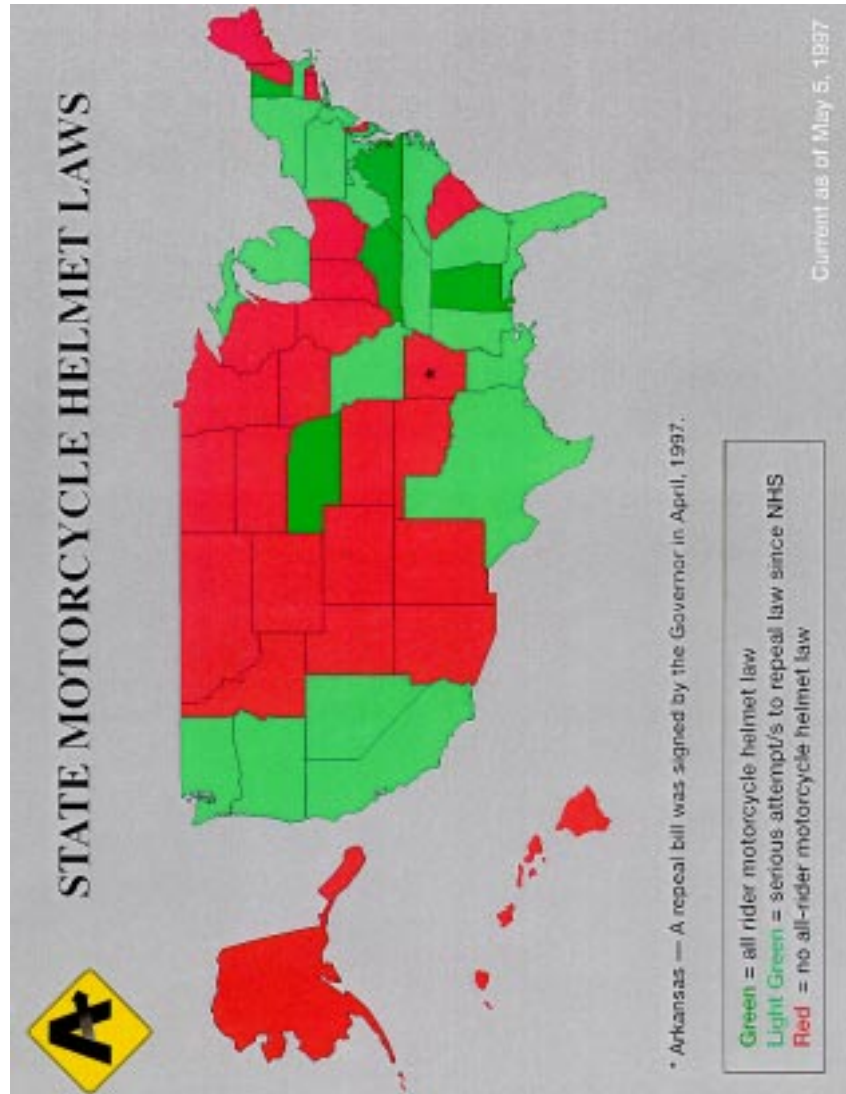 STATE MOTORCYCLE HELMET LAWS
*
* Arkansas — A repeal bill was signed by the Governor in April, 1997.
Green = all rider motorcycle helmet law
Light Green = serious attempt/s to repeal law since NHS
Red = no all-rider motorcycle helmet law
Current as of May 5, 1997